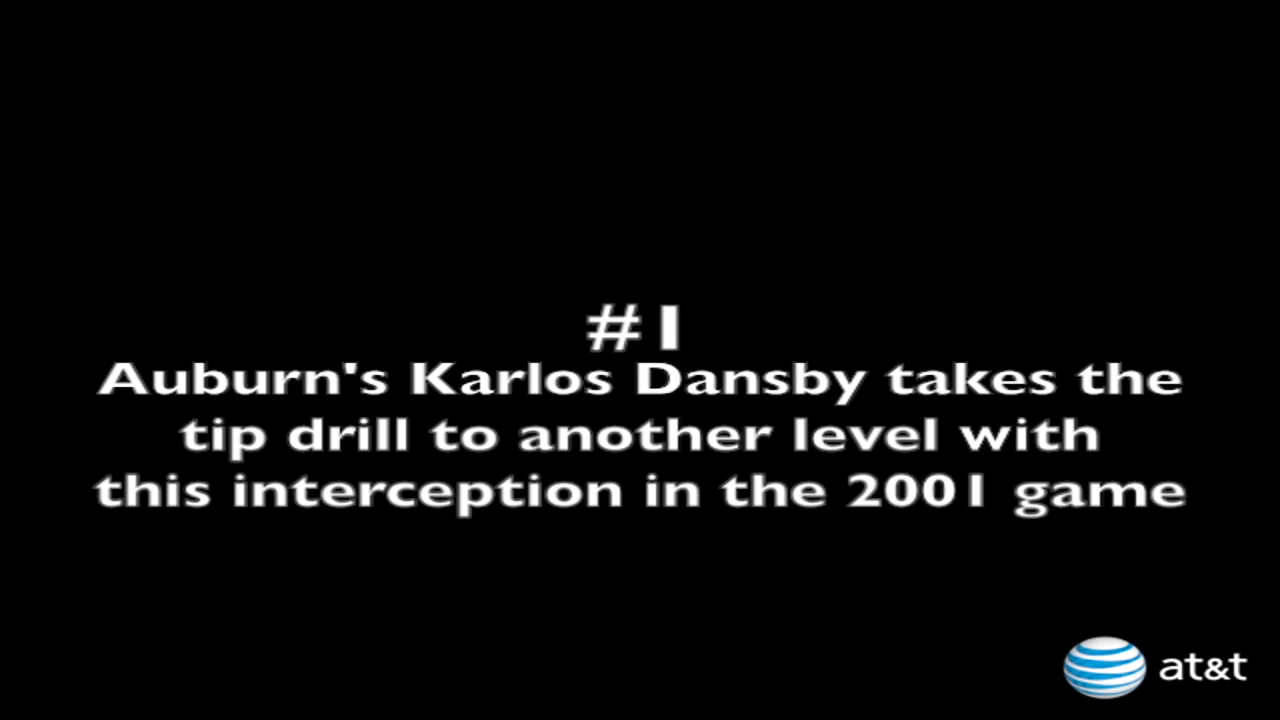 #1
Auburn's Karlos Dansby takes the
tip drill to another level with
this interception in the 2001 game
at&t